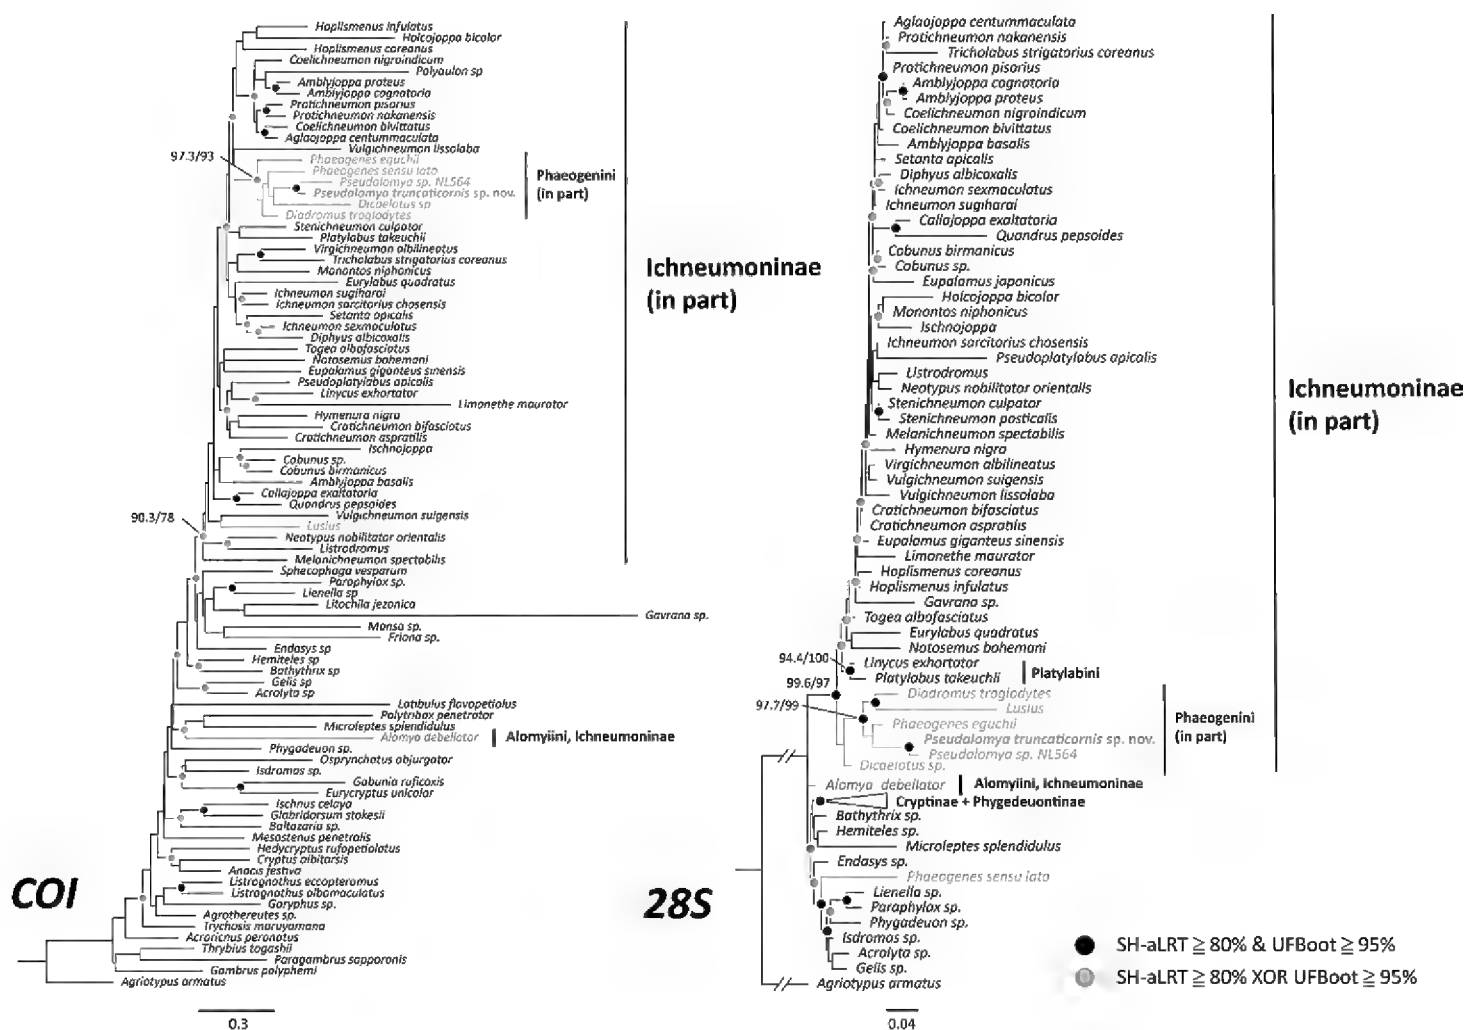 Hoplismenus infulatus
Holcojoppa bicolor
Hoplismenus coreanus
Coelichneumon nigroindicum
Polyaulon sp
Amblyjoppa proteus
Amblyjoppa cognatoria
Protichneumon pisorius
Protichneumon nakanensis
Coelichneumon bivittatus
Aglaojoppa centummaculata
Vulgichneumon lissolaba
97.3/93
Phaeogenes eguchii
Phaeogenes sensu lato
Pseudalomya sp. NL564
Pseudalomya truncaticornis sp. nov.
Dicaelotus sp
Diadromus troglodytes
Phaeogenini
(in part)
Stenichneumon culpator
Platylabus takeuchii
Virgichneumon albilineatus
Tricholabus strigatorius coreanus
Monontos niphonicus
Eurylabus quadratus
Ichneumon sugiharai
Ichneumon sarcitorius chosensis
Setanta apicalis
Ichneumon sexmaculatus
Diphyus albicoxalis
Togea albofasciatus
Notosemus bohemani
Eupalamus giganteus sinensis
Pseudoplatylabus apicalis
Linycus exhortator
Limonethe maurator
Hymenura nigra
Cratichneumon bifasciatus
Cratichneumon aspratilis
Ischnojoppa
Cobunus sp.
Cobunus birmanicus
Amblyjoppa basalis
Callajoppa exaltatoria
Quandrus pepsoides
Vulgichneumon suigensis
90.3/78
Lusius
Neotypus nobilitator orientalis
Listrodromus
Melanichneumon spectabilis
Ichneumoninae
(in part)
Sphecophaga vesparum
Paraphylax sp.
Lienella sp
Litochila jezonica
Gavrana sp.
Mansa sp.
Friona sp.
Endasys sp
Hemiteles sp
Bathythrix sp
Gelis sp
Acrolyta sp
Latibulus flavopetiolus
Polytribax penetrator
Microleptes splendidulus
Alomya debellator
Alomyiini, Ichneumoninae
Phygadeuon sp.
Osprynchotus objurgator
Isdromas sp.
Gabunia ruficoxis
Eurycryptus unicolor
Ischnus celaya
Glabridorsum stokesii
Baltazaria sp.
Mesostenus penetralis
Hedycryptus rufopetiolatus
Cryptus albitarsis
Anacis festiva
Listrognathus eccopteromus
Listrognathus albomaculatus
Goryphus sp.
Agrothereutes sp.
Trychosis maruyamana
Acroricnus peronatus
Thrybius togashii
Paragambrus sapporonis
Gambrus polyphemi
Agriotypus armatus
COI
0.3
Aglaojoppa centummaculata
Protichneumon nakanensis
Tricholabus strigatorius coreanus
Protichneumon pisorius
Amblyjoppa cognatoria
Amblyjoppa proteus
Coelichneumon nigroindicum
Coelichneumon bivittatus
Amblyjoppa basalis
Setanta apicalis
Diphyus albicoxalis
Ichneumon sexmaculatus
Ichneumon sugiharai
Callajoppa exaltatoria
Quandrus pepsoides
Cobunus birmanicus
Cobunus sp.
Eupalamus japonicus
Holcojoppa bicolor
Monontos niphonicus
Ischnojoppa
Ichneumon sarcitorius chosensis
Pseudoplatylabus apicalis
Listrodromus
Neotypus nobilitator orientalis
Stenichneumon culpator
Stenichneumon posticalis
Melanichneumon spectabilis
Hymenura nigra
Virgichneumon albilineatus
Vulgichneumon suigensis
Vulgichneumon lissolaba
Cratichneumon bifasciatus
Cratichneumon aspratilis
Eupalamus giganteus sinensis
Limonethe maurator
Hoplismenus coreanus
Hoplismenus infulatus
Gavrana sp.
Togea albofasciatus
Eurylabus quadratus
Notosemus bohemani
94.4/100
Linycus exhortator
Platylabus takeuchii
Platylabini
99.6/97
97.7/99
Diadromus troglodytes
Lusius
Phaeogenes eguchii
Pseudalomya truncaticornis sp. nov.
Pseudalomya sp. NL564
Dicaelotus sp.
Phaeogenini
(in part)
Ichneumoninae
(in part)
Alomya debellator
Alomyiini, Ichneumoninae
Cryptinae + Phygedeuontinae
Bathythrix sp.
Hemiteles sp.
Microleptes splendidulus
Endasys sp.
Phaeogenes sensu lato
Lienella sp.
Paraphylax sp.
Phygadeuon sp.
Isdromas sp.
Acrolyta sp.
Gelis sp.
Agriotypus armatus
28S
0.04
SH-aLRT ≧ 80% & UFBoot ≧ 95%
SH-aLRT ≧ 80% XOR UFBoot ≧ 95%